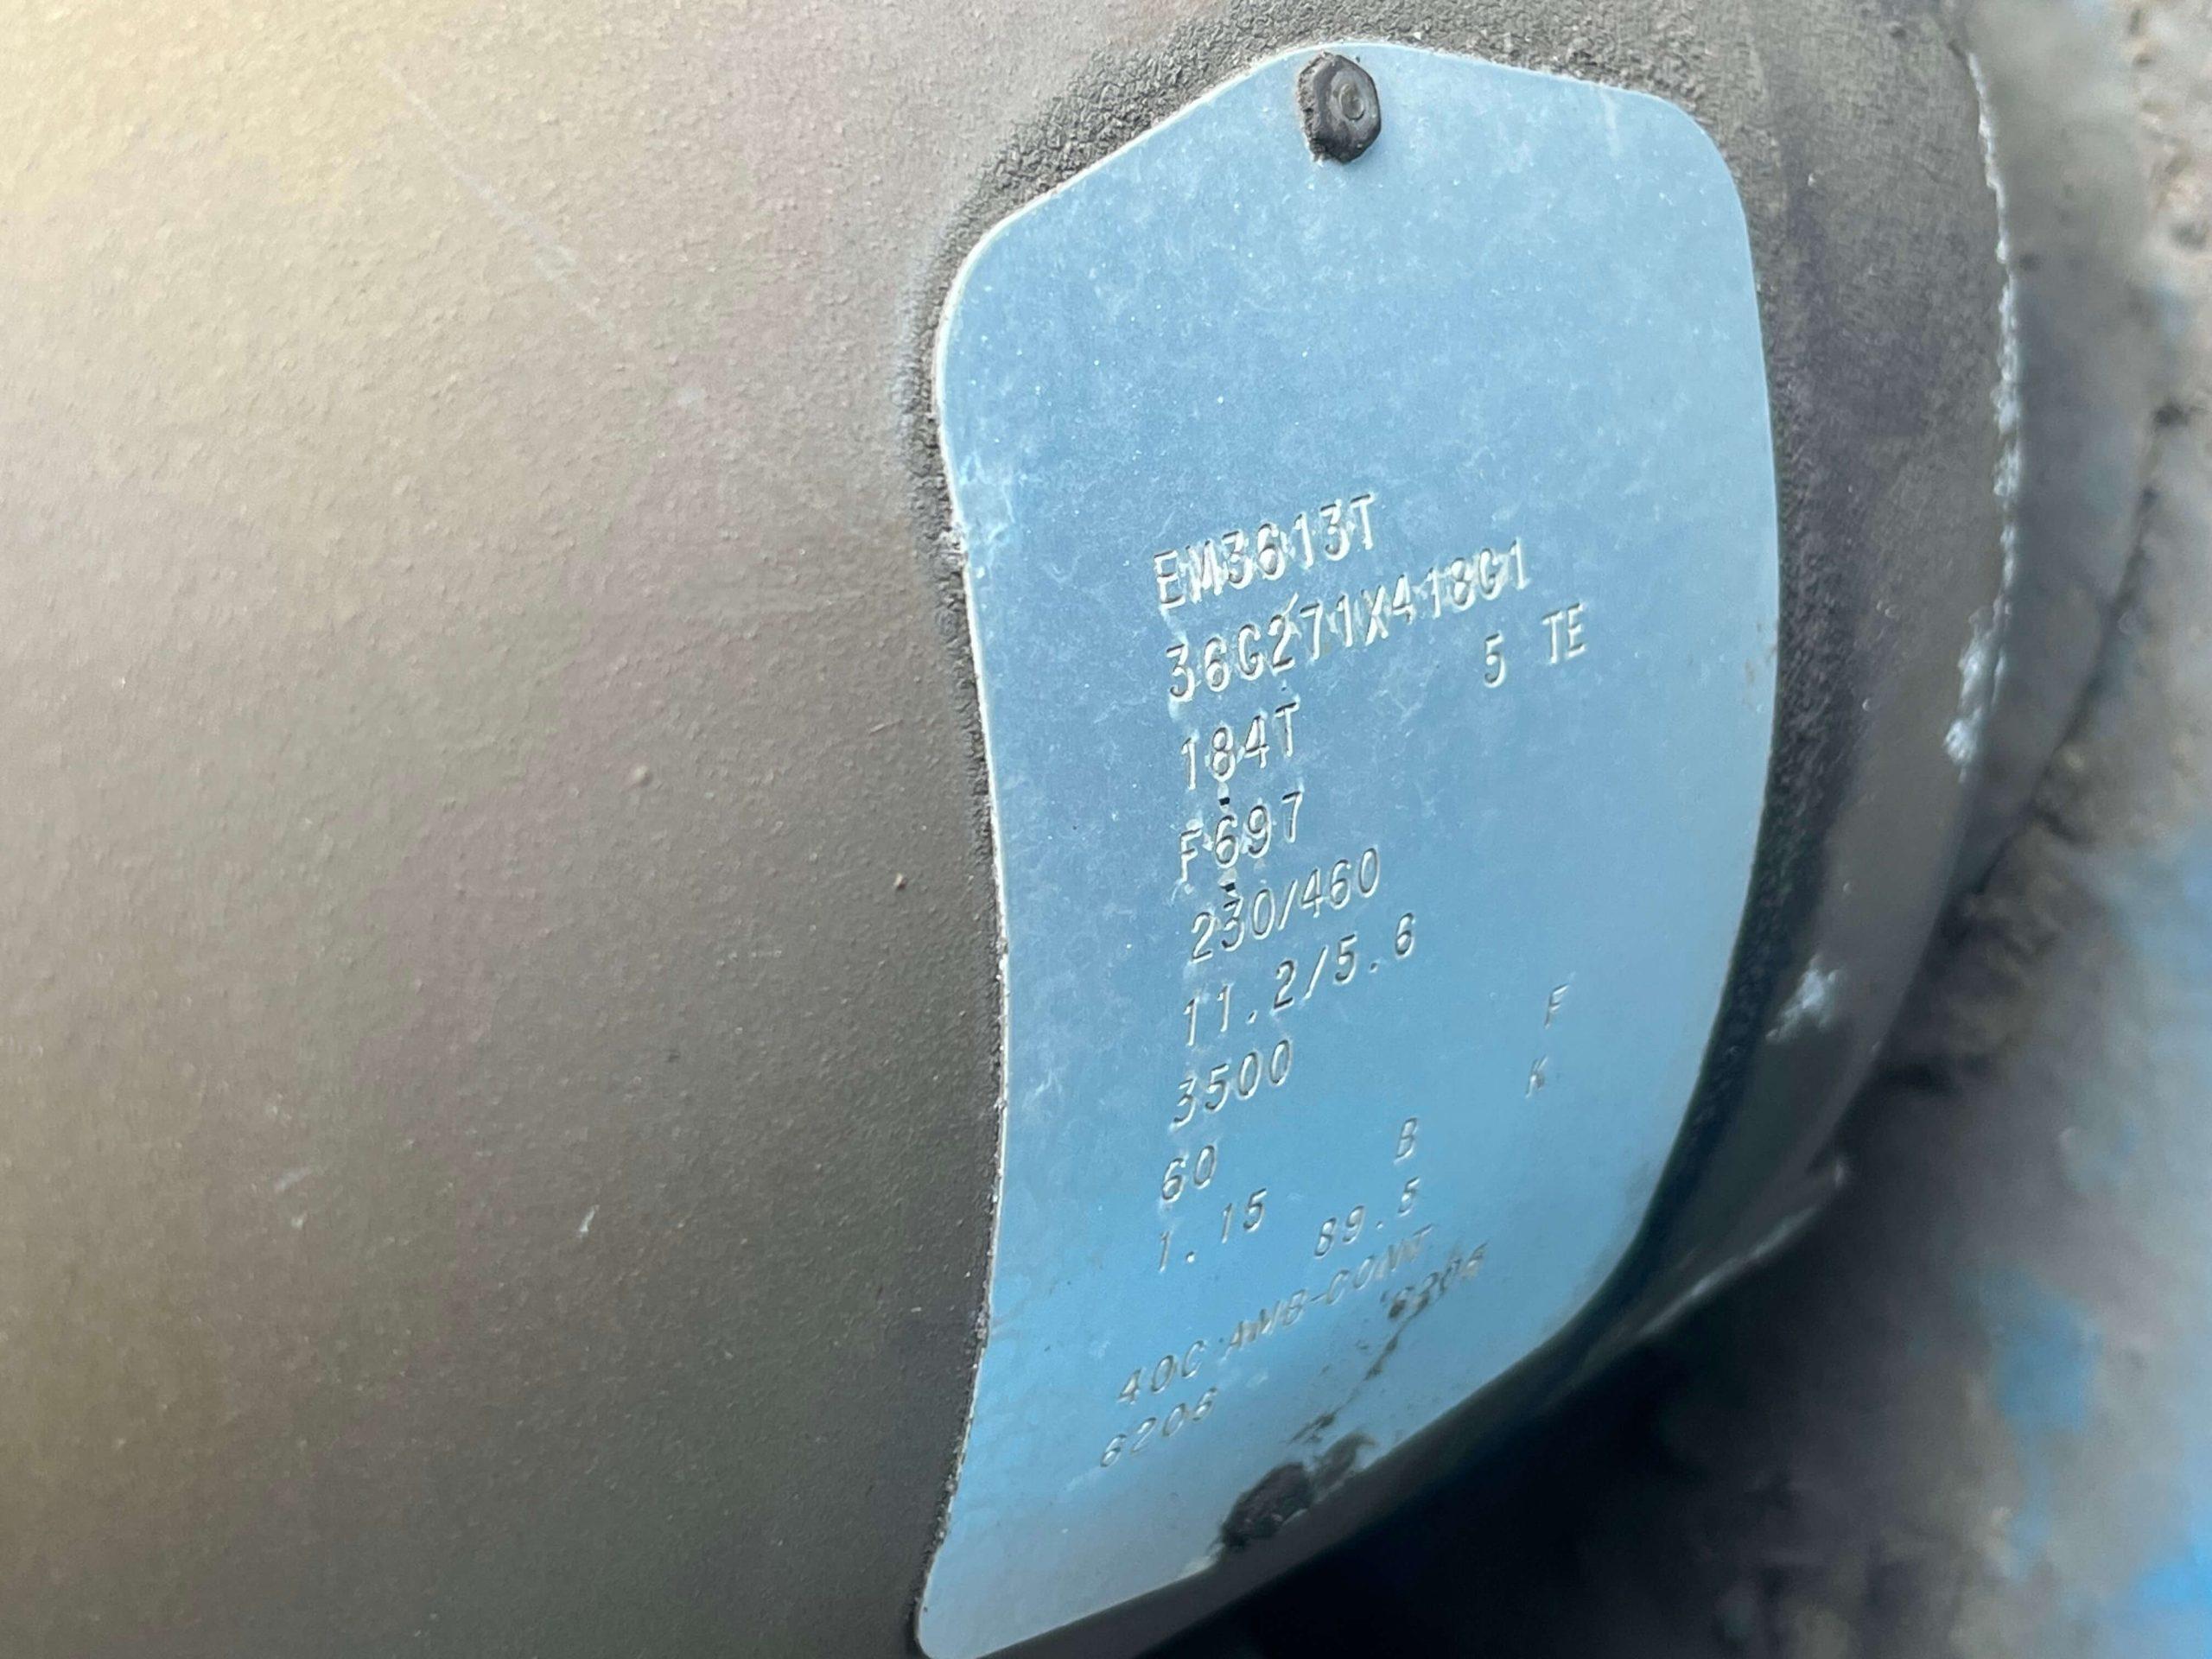 EM3613T
36G271X418G1
5 TE
184T
F697
230/460
11.2/5.6
3500 F
60 B K
1.15 89.5
40C AMB-CONT
6206 6206